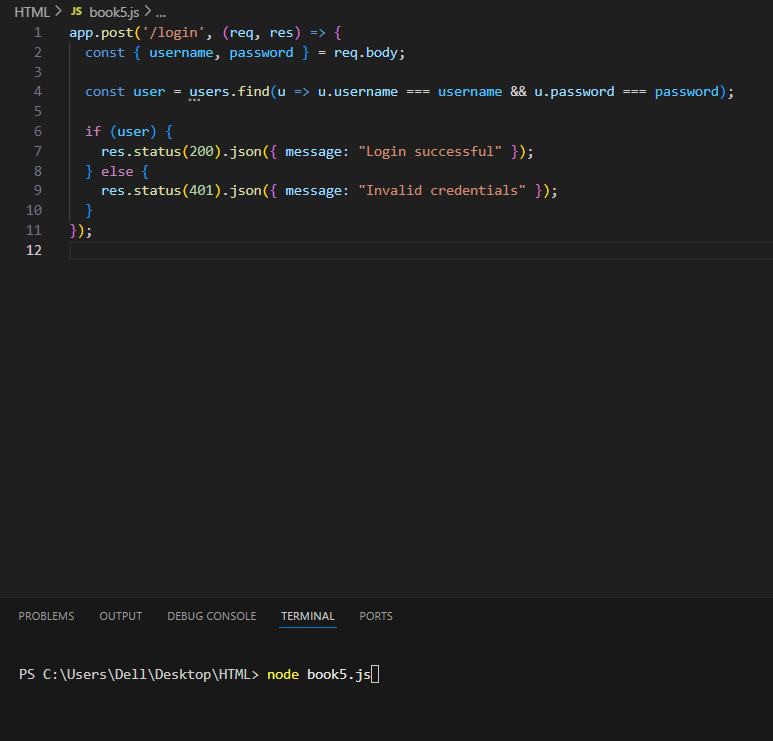 HTML > JS book5.js > ...
1 app.post('/login', (req, res) => {
2   const { username, password } = req.body;
3
4   const user = users.find(u => u.username === username && u.password === password);
5
6   if (user) {
7     res.status(200).json({ message: "Login successful" });
8   } else {
9     res.status(401).json({ message: "Invalid credentials" });
10   }
11 });
12
PROBLEMS OUTPUT DEBUG CONSOLE TERMINAL PORTS
PS C:\Users\Dell\Desktop\HTML> node book5.js